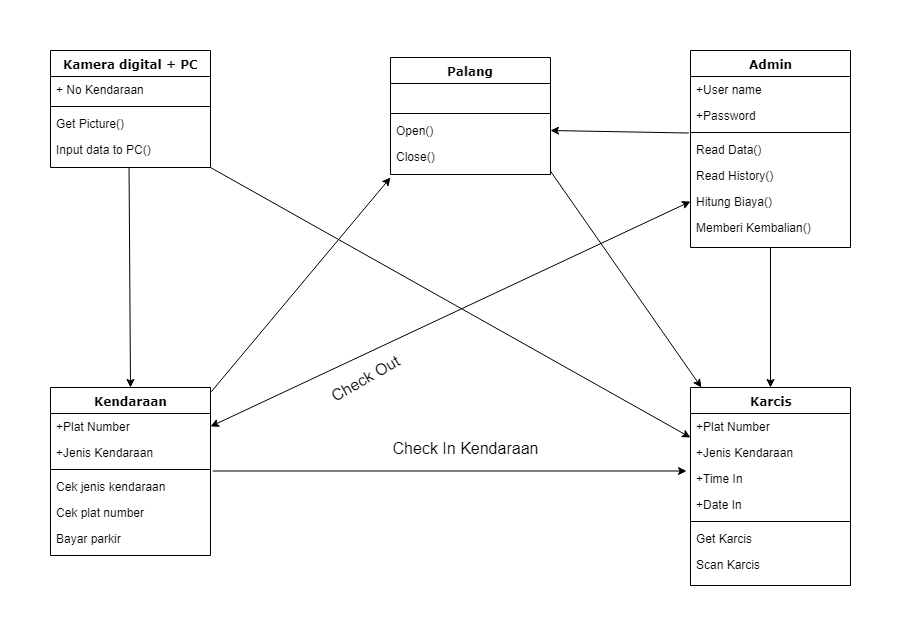 Kamera digital + PC
+ No Kendaraan
Get Picture()
Input data to PC()
Palang
Open()
Close()
Admin
+User name
+Password
Read Data()
Read History()
Hitung Biaya()
Memberi Kembalian()
Check Out
Check In Kendaraan
Kendaraan
+Plat Number
+Jenis Kendaraan
Cek jenis kendaraan
Cek plat number
Bayar parkir
Karcis
+Plat Number
+Jenis Kendaraan
+Time In
+Date In
Get Karcis
Scan Karcis